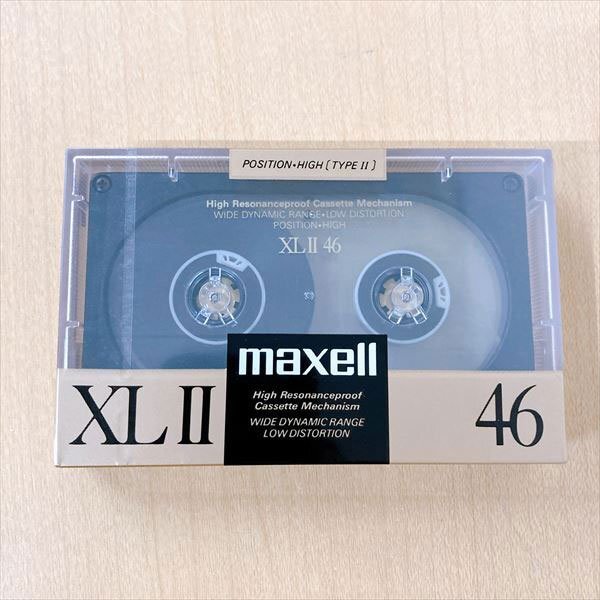 POSITION•HIGH [TYPE II]
High Resonanceproof Cassette Mechanism
WIDE DYNAMIC RANGE•LOW DISTORTION
POSITION•HIGH
XL II 46
maxell
High Resonanceproof
Cassette Mechanism
WIDE DYNAMIC RANGE
LOW DISTORTION
XL II
46